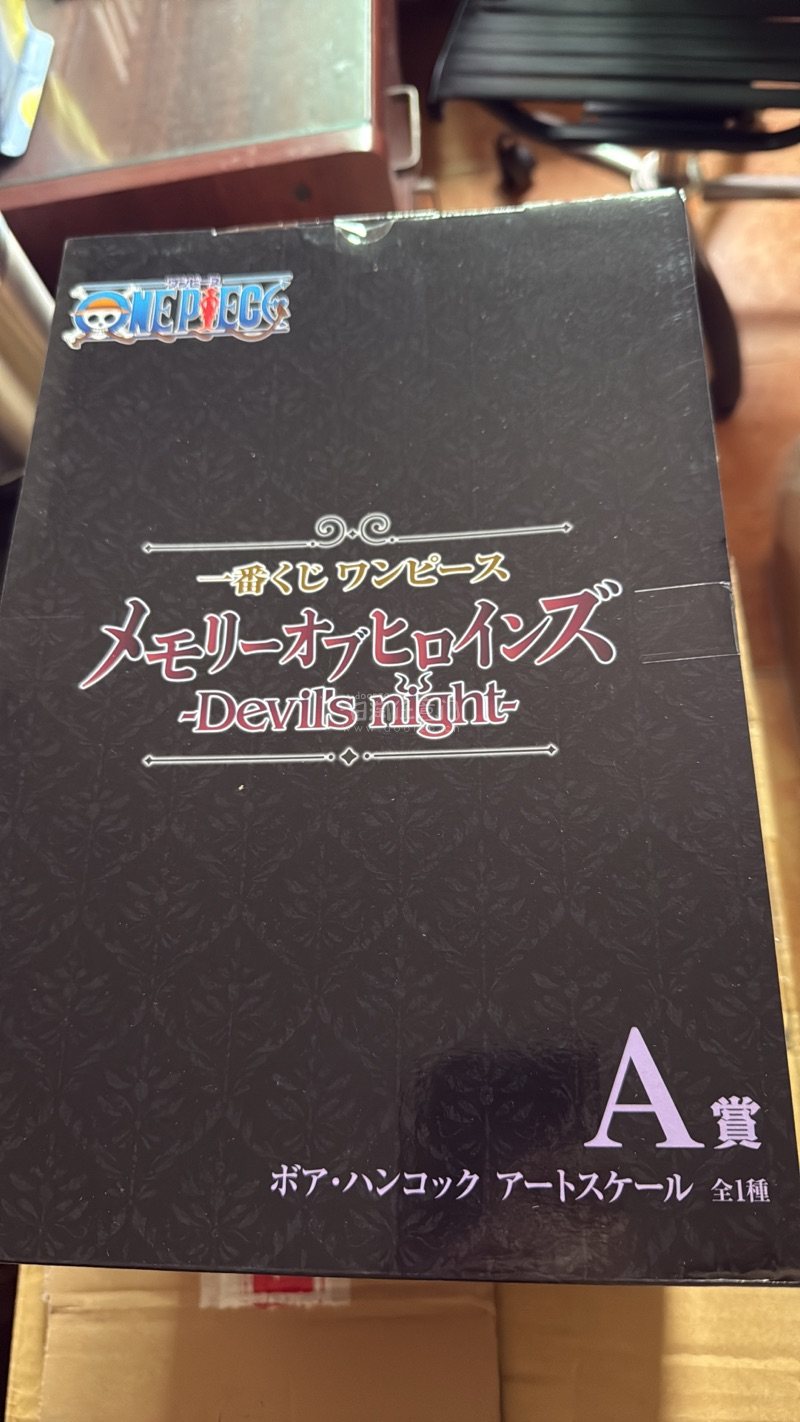 ワンピース
ONE PIECE
一番くじ ワンピース
メモリーオブヒロインズ
-Devil's night-
A賞
ボア・ハンコック アートスケール 全1種